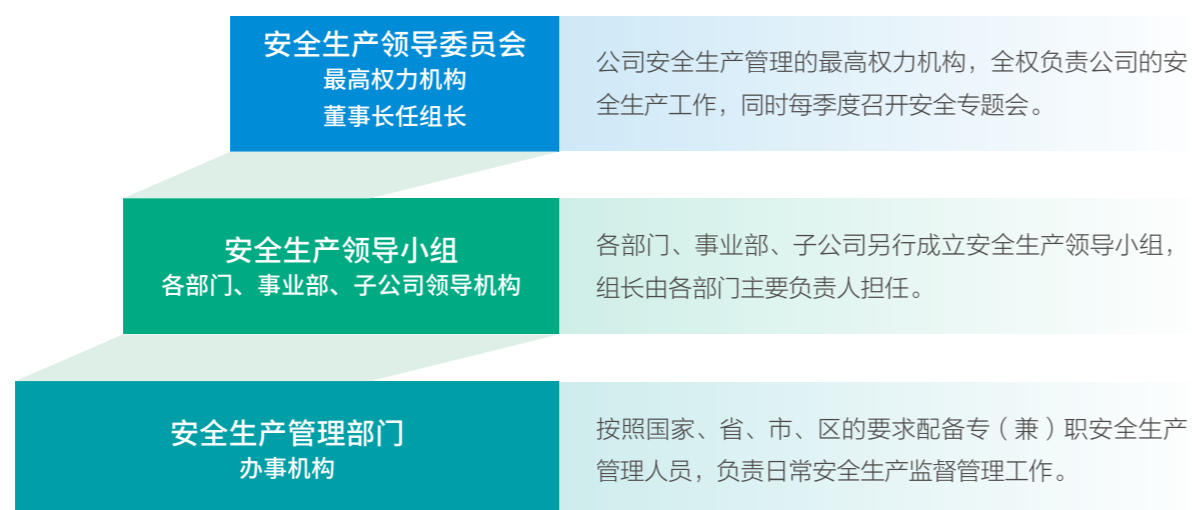 安全生产领导委员会
最高权力机构
董事长任组长
公司安全生产管理的最高权力机构，全权负责公司的安
全生产工作，同时每季度召开安全专题会。
安全生产领导小组
各部门、事业部、子公司领导机构
各部门、事业部、子公司另行成立安全生产领导小组，
组长由各部门主要负责人担任。
安全生产管理部门
办事机构
按照国家、省、市、区的要求配备专（兼）职安全生产
管理人员，负责日常安全生产监督管理工作。